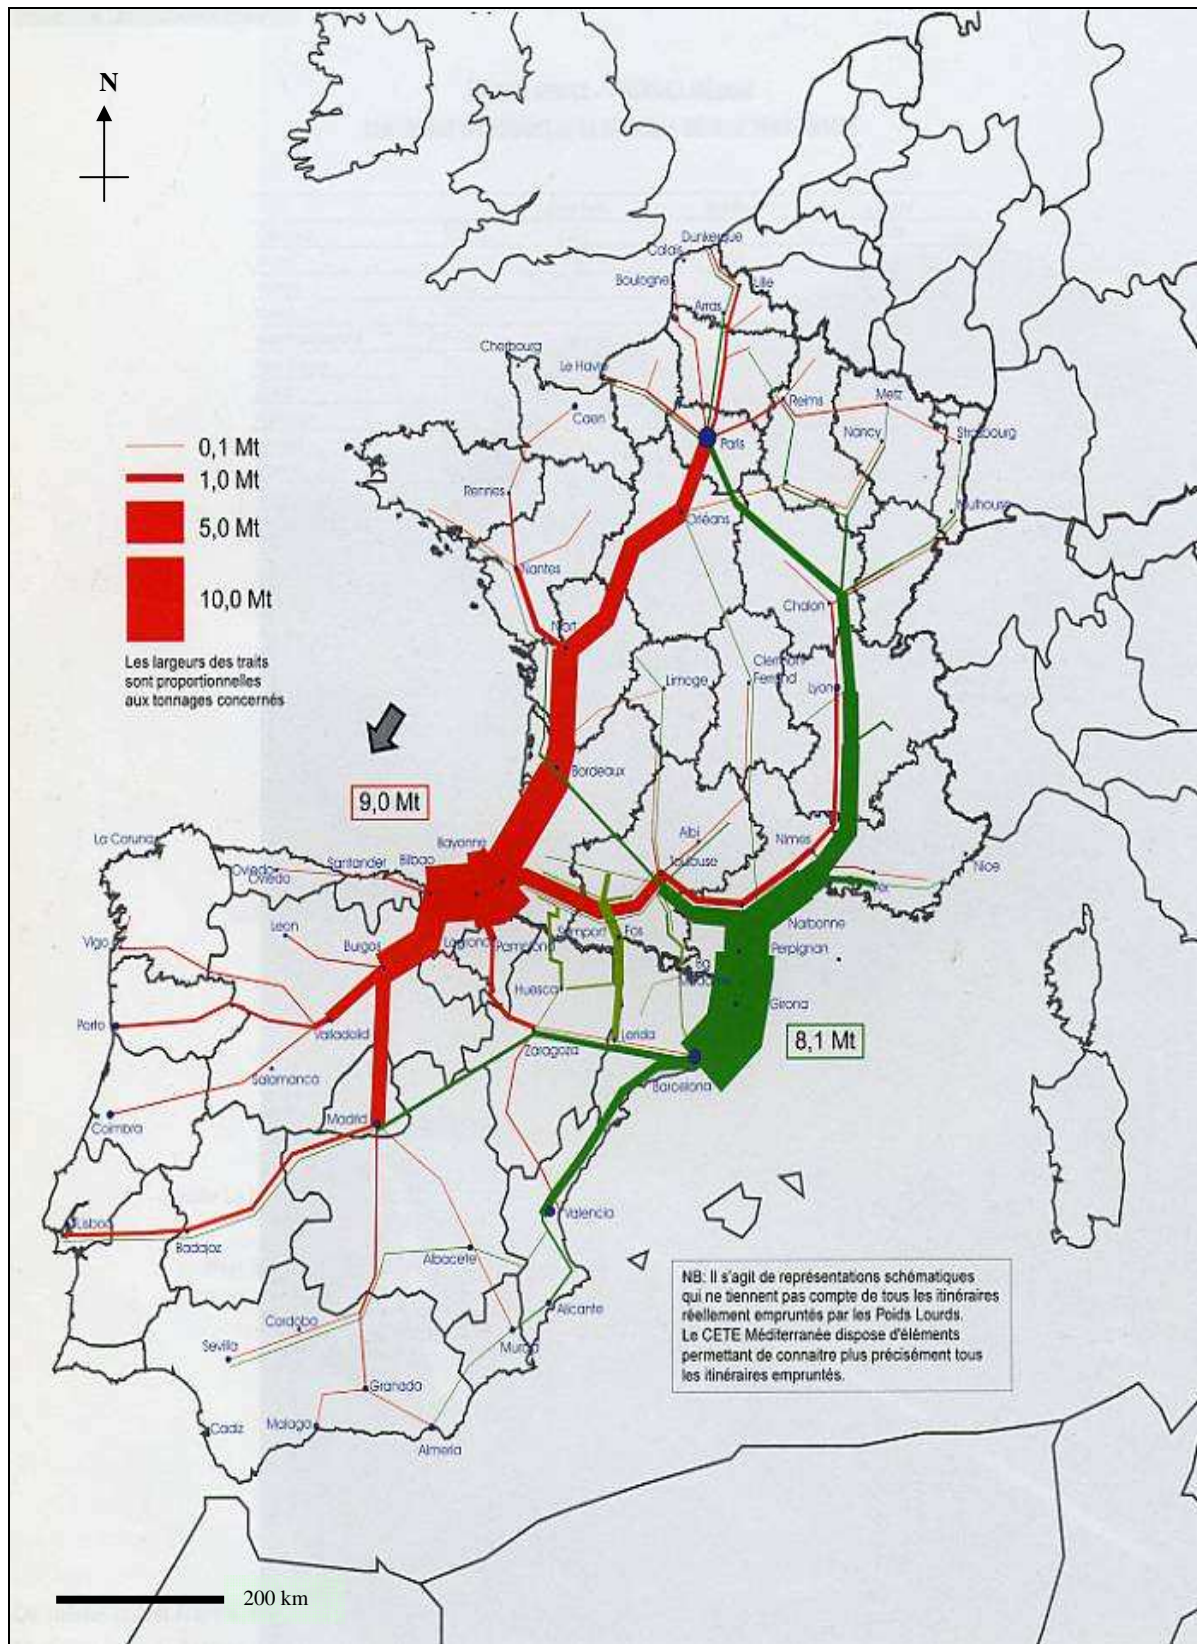 N
Dunkerque
Calais
Boulogne
Lille
Arras
Cherbourg
Le Havre
Caen
Reims
Metz
Paris
Nancy
Strasbourg
0,1 Mt
1,0 Mt
5,0 Mt
10,0 Mt
Les largeurs des traits
sont proportionnelles
aux tonnages concernés
Rennes
Orléans
Mulhouse
Nantes
Chalon
Niort
Limoge
Clermont
Ferrand
Lyon
Bordeaux
9,0 Mt
La Coruna
Oviedo
Oviedo
Santander
Bilbao
Bayonne
Albi
Toulouse
Nimes
Nice
Vigo
Leon
Burgos
Pamplona
Somport
Fos
Narbonne
Perpignan
Huesca
Girona
Porto
Valladolid
Zaragoza
Lerida
8,1 Mt
Salamanca
Barcelona
Coimbra
Madrid
Lisboa
Badajoz
Valencia
Albacete
Alicante
Cordoba
Sevilla
Murcia
Granada
Cadiz
Malaga
Almeria
NB: Il s'agit de représentations schématiques
qui ne tiennent pas compte de tous les itinéraires
réellement empruntés par les Poids Lourds.
Le CETE Méditerranée dispose d'éléments
permettant de connaitre plus précisément tous
les itinéraires empruntés.
200 km